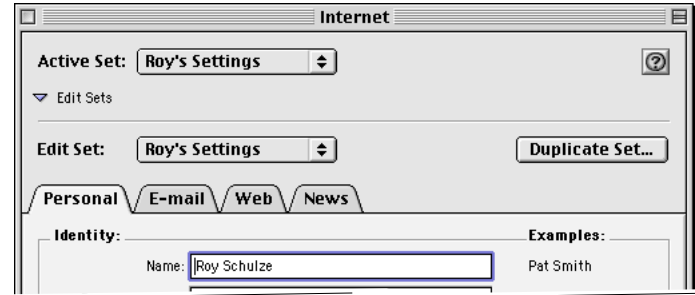 Internet
Active Set: Roy's Settings
?
Edit Sets
Edit Set: Roy's Settings Duplicate Set...
Personal E-mail Web News
Identity: Examples:
Name: Roy Schulze Pat Smith